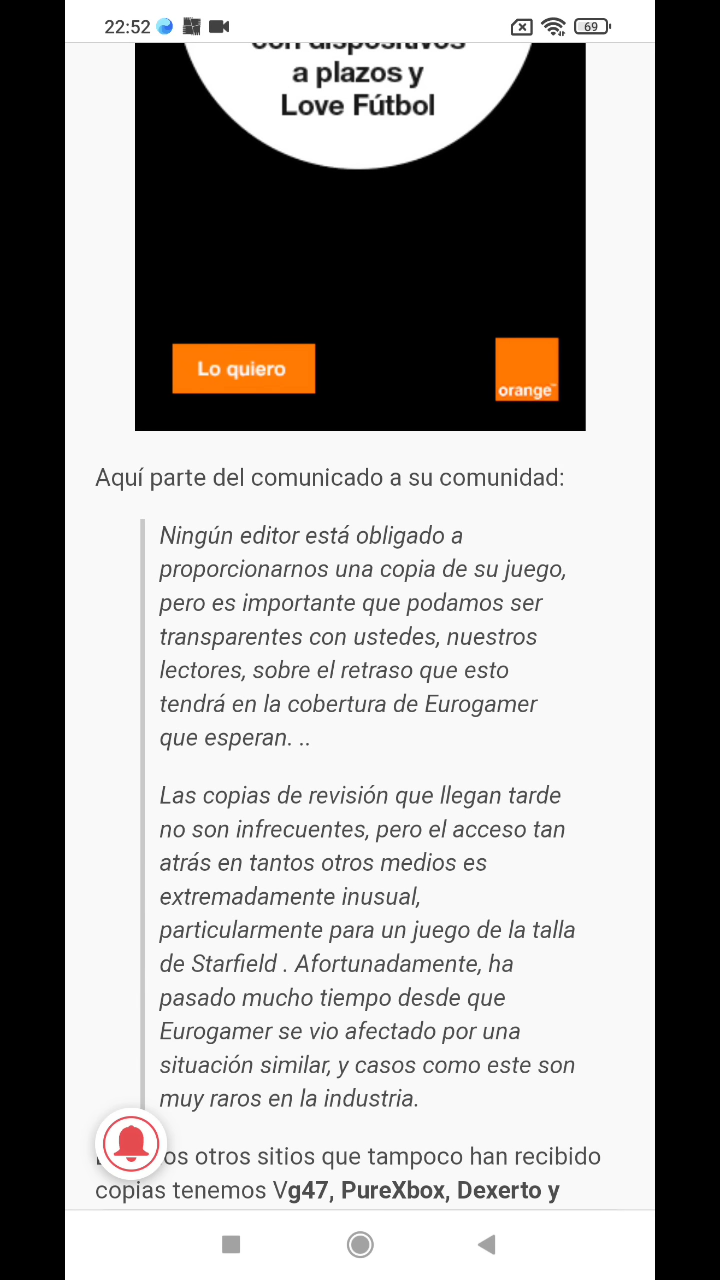 22:52
69
con dispositivos
a plazos y
Love Fútbol
Lo quiero
orange™
Aquí parte del comunicado a su comunidad:
Ningún editor está obligado a
proporcionarnos una copia de su juego,
pero es importante que podamos ser
transparentes con ustedes, nuestros
lectores, sobre el retraso que esto
tendrá en la cobertura de Eurogamer
que esperan. ..
Las copias de revisión que llegan tarde
no son infrecuentes, pero el acceso tan
atrás en tantos otros medios es
extremadamente inusual,
particularmente para un juego de la talla
de Starfield . Afortunadamente, ha
pasado mucho tiempo desde que
Eurogamer se vio afectado por una
situación similar, y casos como este son
muy raros en la industria.
otros sitios que tampoco han recibido
copias tenemos Vg47, PureXbox, Dexerto y